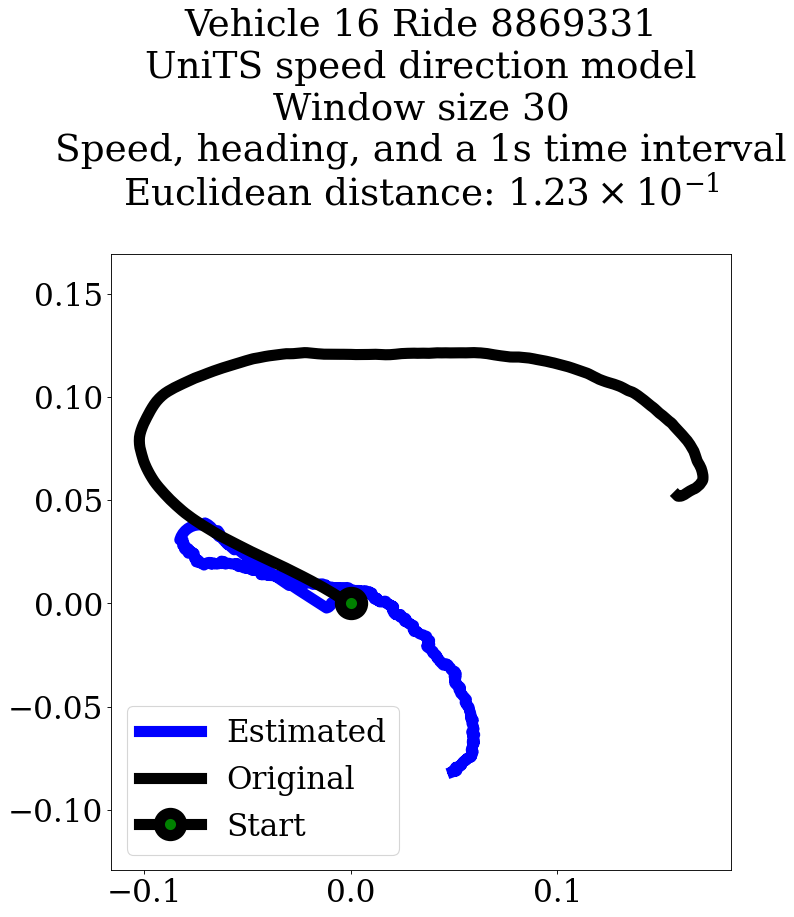 Vehicle 16 Ride 8869331
UniTS speed direction model
Window size 30
Speed, heading, and a 1s time interval
Euclidean distance: 1.23 × 10⁻¹
0.15
0.10
0.05
0.00
−0.05
−0.10
Estimated
Original
Start
−0.1 0.0 0.1